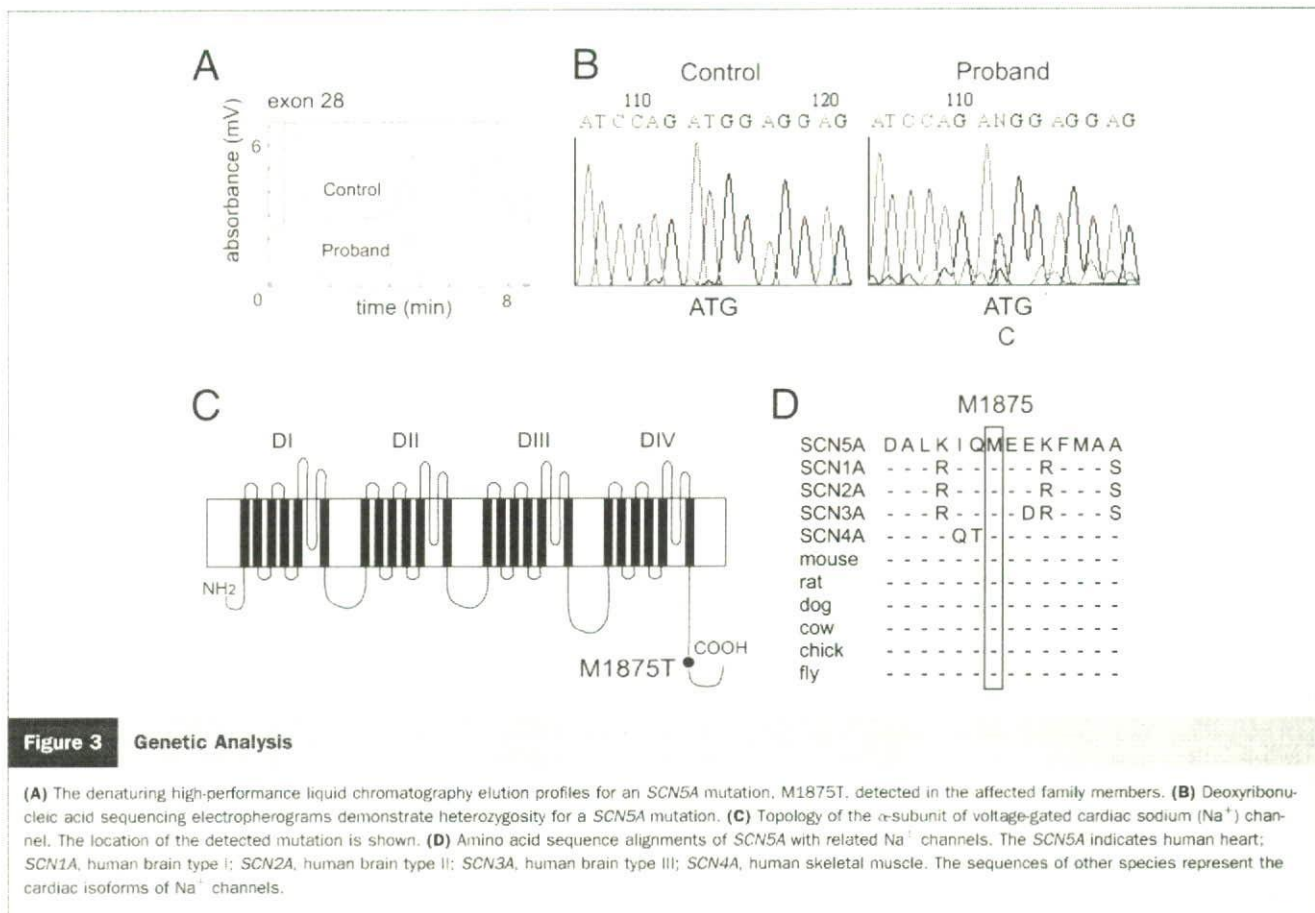 A
exon 28
absorbance (mV)
6
Control
Proband
0
time (min)
8
B
Control
110 120
ATCCAG ATGG AGGAG
ATG
Proband
110
ATCCAG ANGG AGGAG
ATG
C
C
DI DII DIII DIV
NH2
COOH
M1875T
D
M1875
SCN5A D A L K I Q M E E K F M A A
SCN1A - - - R - - - - - R - - - S
SCN2A - - - R - - - - - R - - - S
SCN3A - - - R - - - - D R - - - S
SCN4A - - - - Q T - - - - - - - -
mouse - - - - - - - - - - - - - -
rat - - - - - - - - - - - - - -
dog - - - - - - - - - - - - - -
cow - - - - - - - - - - - - - -
chick - - - - - - - - - - - - - -
fly - - - - - - - - - - - - - -
Figure 3 Genetic Analysis
(A) The denaturing high-performance liquid chromatography elution profiles for an SCN5A mutation, M1875T, detected in the affected family members. (B) Deoxyribonu-
cleic acid sequencing electropherograms demonstrate heterozygosity for a SCN5A mutation. (C) Topology of the α-subunit of voltage-gated cardiac sodium (Na+) chan-
nel. The location of the detected mutation is shown. (D) Amino acid sequence alignments of SCN5A with related Na+ channels. The SCN5A indicates human heart;
SCN1A, human brain type I; SCN2A, human brain type II; SCN3A, human brain type III; SCN4A, human skeletal muscle. The sequences of other species represent the
cardiac isoforms of Na+ channels.